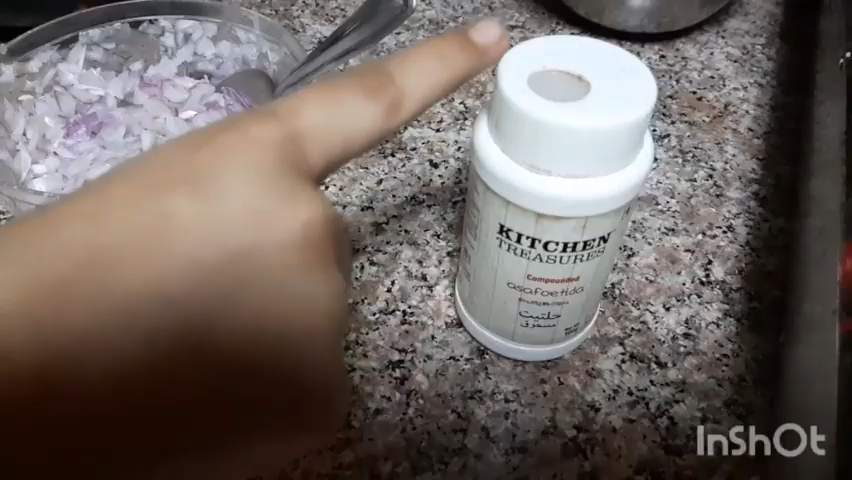 KITCHEN
TREASURES
Compounded
asafoetida
حلتيت
مسحوق
InShOt